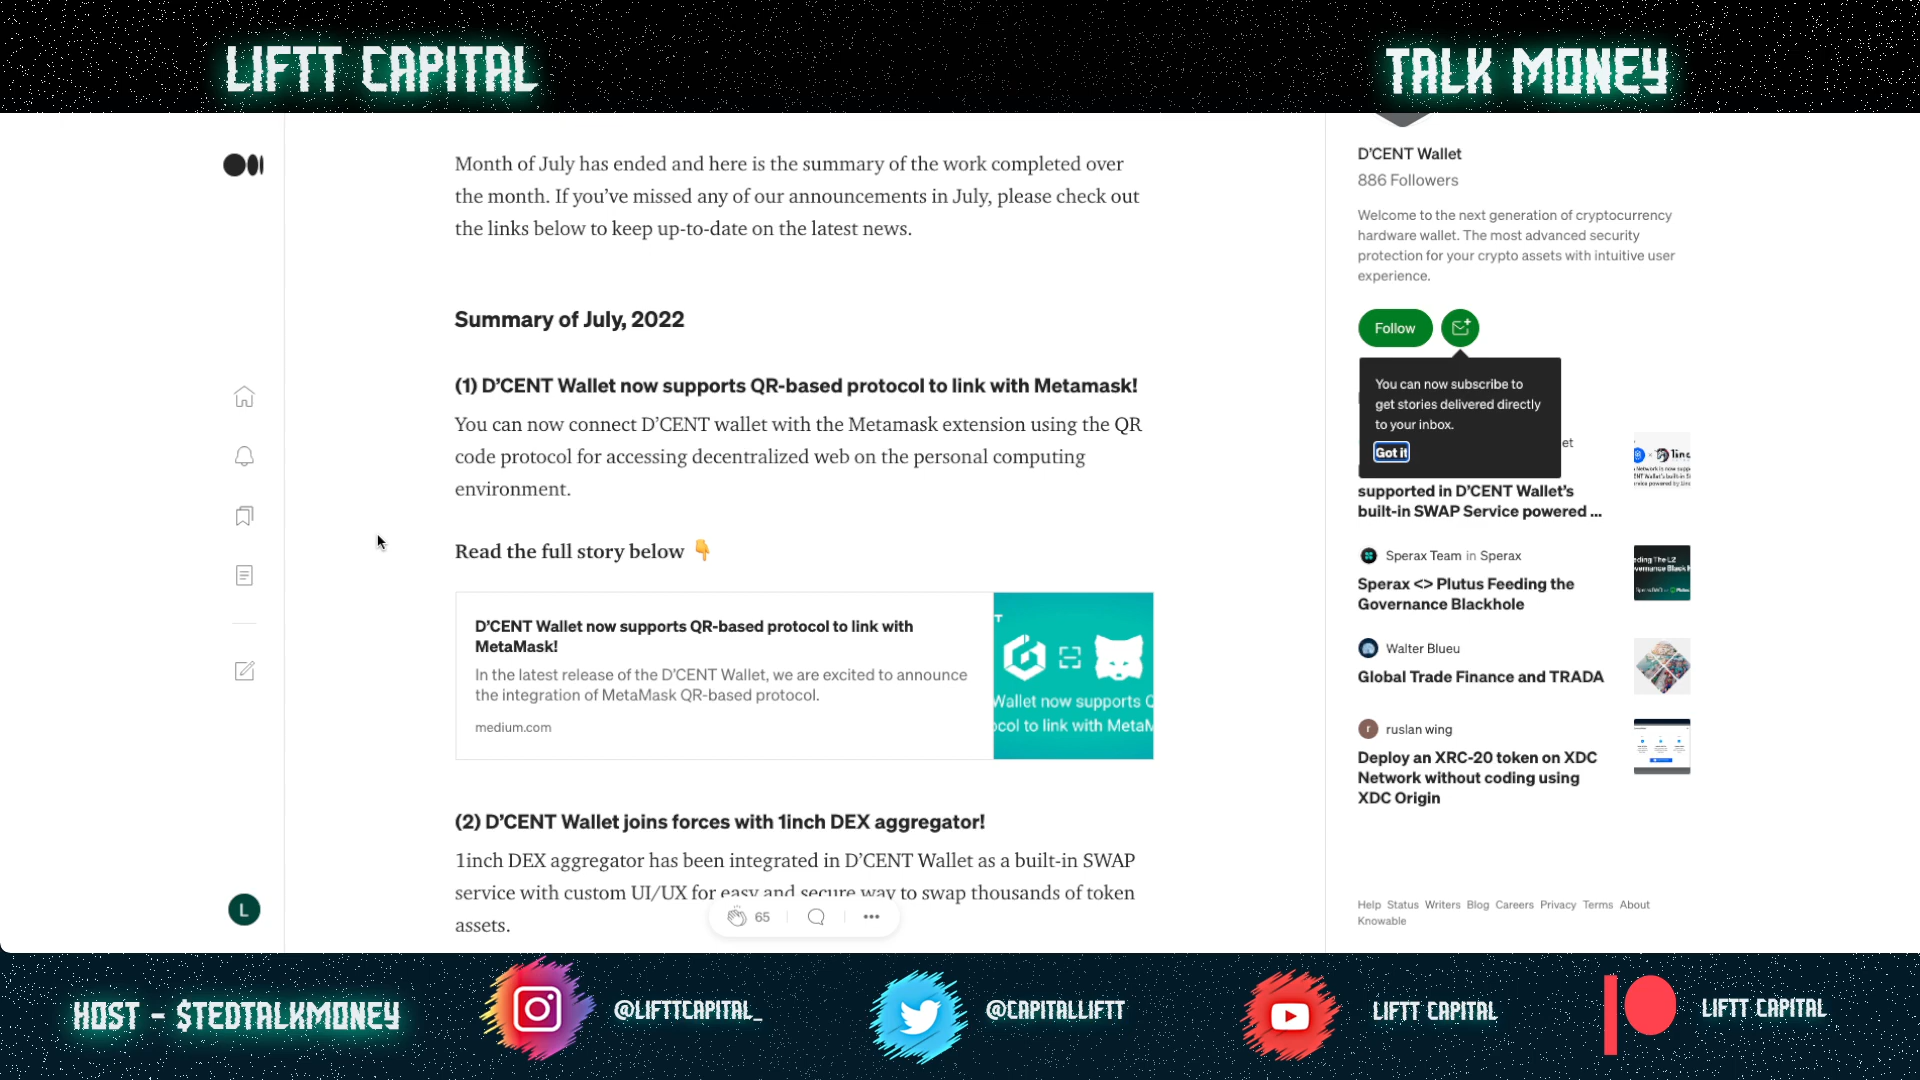 LIFTT CAPITAL
TALK MONEY
Month of July has ended and here is the summary of the work completed over
the month. If you’ve missed any of our announcements in July, please check out
the links below to keep up-to-date on the latest news.
Summary of July, 2022
(1) D’CENT Wallet now supports QR-based protocol to link with Metamask!
You can now connect D’CENT wallet with the Metamask extension using the QR
code protocol for accessing decentralized web on the personal computing
environment.
Read the full story below 👇
D’CENT Wallet now supports QR-based protocol to link with
MetaMask!
In the latest release of the D’CENT Wallet, we are excited to announce
the integration of MetaMask QR-based protocol.
medium.com
T
Wallet now supports
ocol to link with Meta
(2) D’CENT Wallet joins forces with 1inch DEX aggregator!
1inch DEX aggregator has been integrated in D’CENT Wallet as a built-in SWAP
service with custom UI/UX for easy and secure way to swap thousands of token
assets.
65
L
D’CENT Wallet
886 Followers
Welcome to the next generation of cryptocurrency
hardware wallet. The most advanced security
protection for your crypto assets with intuitive user
experience.
Follow
You can now subscribe to
get stories delivered directly
to your inbox.
Got it
et
supported in D’CENT Wallet’s
built-in SWAP Service powered ...
Sperax Team in Sperax
Sperax <> Plutus Feeding the
Governance Blackhole
Walter Blueu
Global Trade Finance and TRADA
r
ruslan wing
Deploy an XRC-20 token on XDC
Network without coding using
XDC Origin
Help Status Writers Blog Careers Privacy Terms About
Knowable
HOST - $TEDTALKMONEY
@LIFTTCAPITAL_
@CAPITALLIFTT
LIFTT CAPITAL
LIFTT CAPITAL